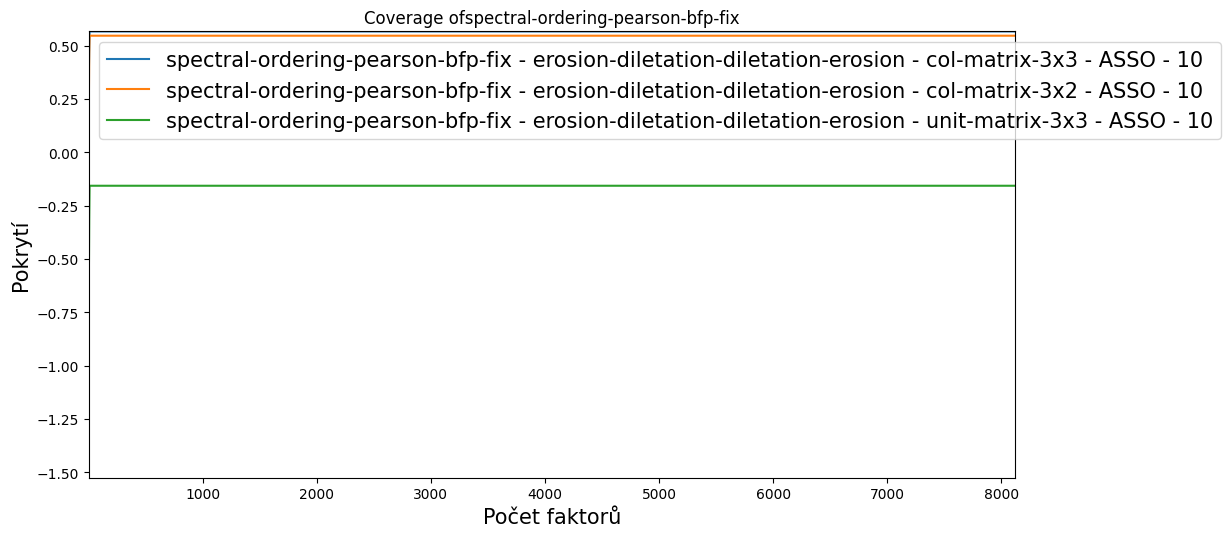 Coverage ofspectral-ordering-pearson-bfp-fix
spectral-ordering-pearson-bfp-fix - erosion-diletation-diletation-erosion - col-matrix-3x3 - ASSO - 10
spectral-ordering-pearson-bfp-fix - erosion-diletation-diletation-erosion - col-matrix-3x2 - ASSO - 10
spectral-ordering-pearson-bfp-fix - erosion-diletation-diletation-erosion - unit-matrix-3x3 - ASSO - 10
Pokrytí
0.50
0.25
0.00
−0.25
−0.50
−0.75
−1.00
−1.25
−1.50
1000 2000 3000 4000 5000 6000 7000 8000
Počet faktorů